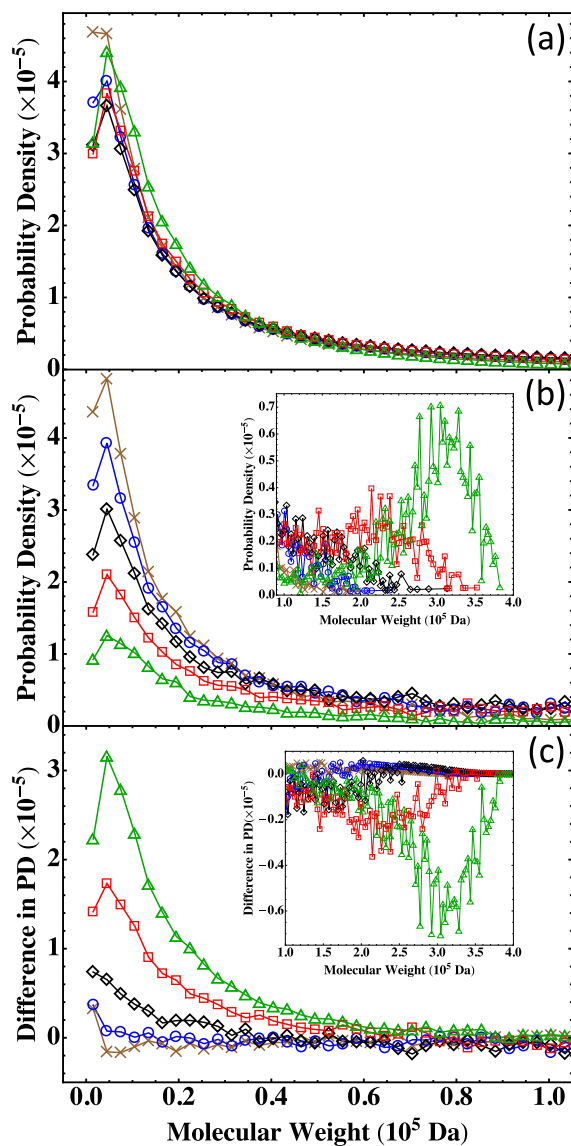 (a)
Probability Density (×10⁻⁵)
4
3
2
1
0
(b)
Probability Density (×10⁻⁵)
4
3
2
1
0
Probability Density (×10⁻⁵)
0.7
0.6
0.4
0.3
0.2
0.1
0.0
1.0 1.5 2.0 2.5 3.0 3.5 4.0
Molecular Weight (10⁵ Da)
(c)
Difference in PD (×10⁻⁵)
3
2
1
0
Difference in PD(×10⁻⁵)
0.0
−0.2
−0.4
−0.6
1.0 1.5 2.0 2.5 3.0 3.5 4.0
Molecular Weight (10⁵ Da)
0.0 0.2 0.4 0.6 0.8 1.0
Molecular Weight (10⁵ Da)